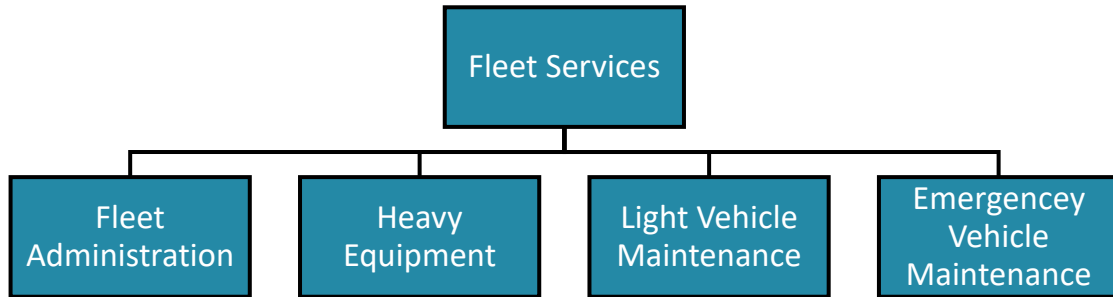 Fleet Services
Fleet
Administration
Heavy
Equipment
Light Vehicle
Maintenance
Emergencey
Vehicle
Maintenance